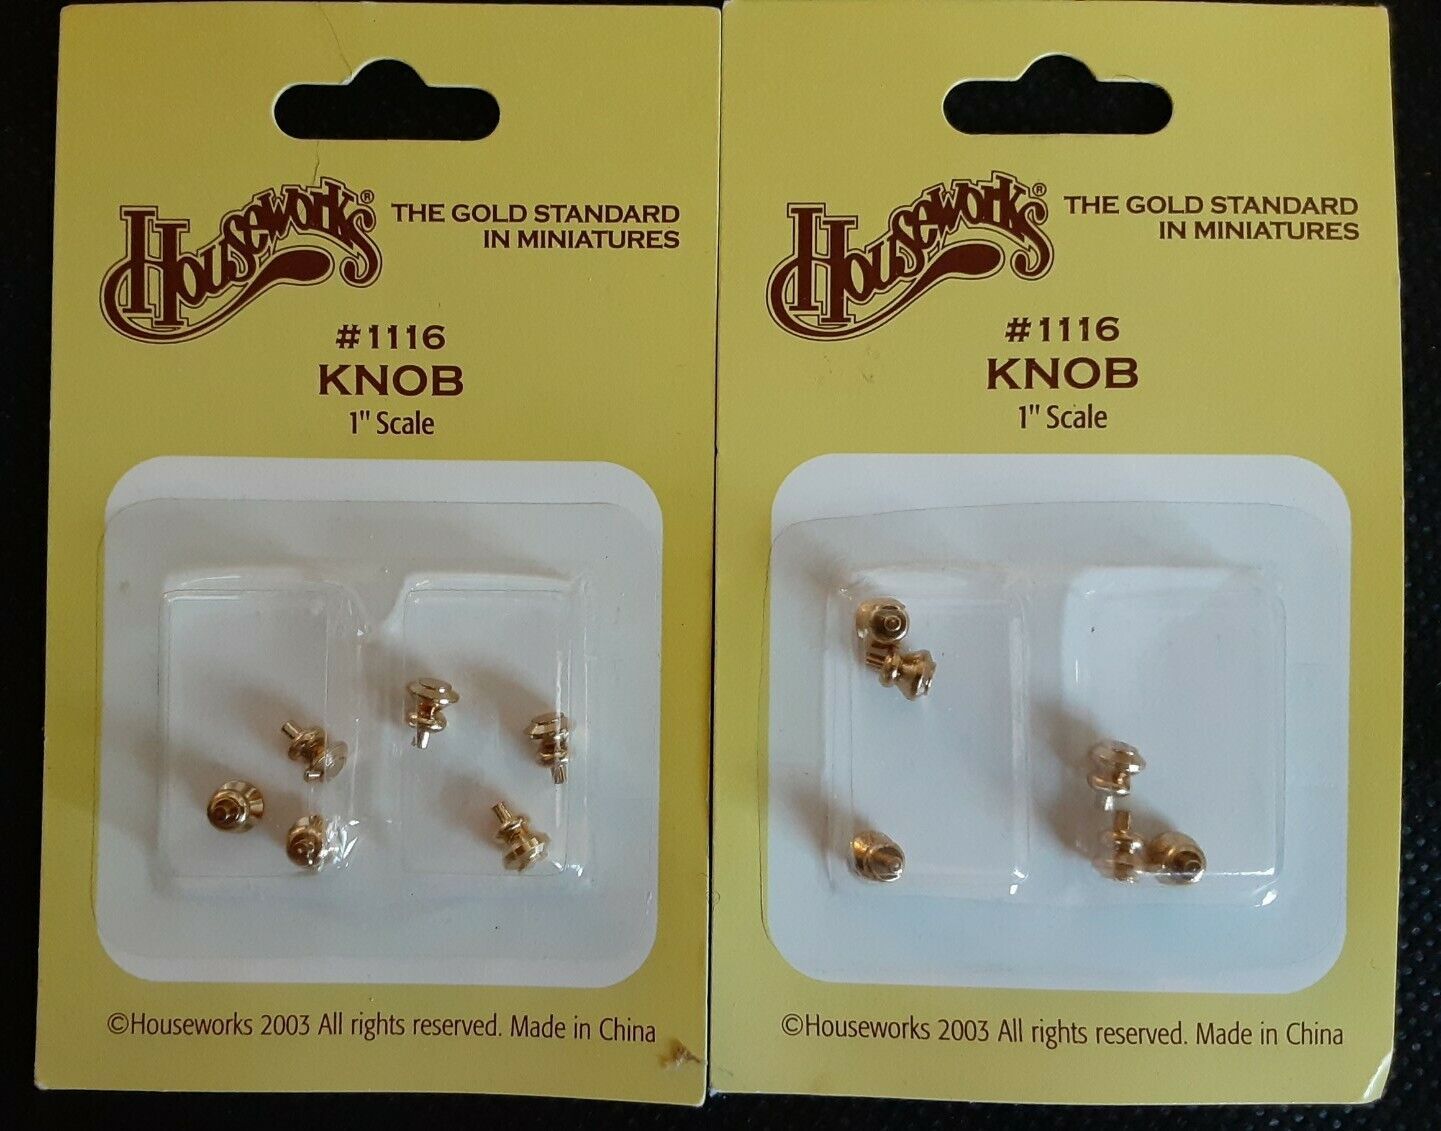 Houseworks®
THE GOLD STANDARD
IN MINIATURES
#1116
KNOB
1" Scale
©Houseworks 2003 All rights reserved. Made in China
Houseworks®
THE GOLD STANDARD
IN MINIATURES
#1116
KNOB
1" Scale
©Houseworks 2003 All rights reserved. Made in China